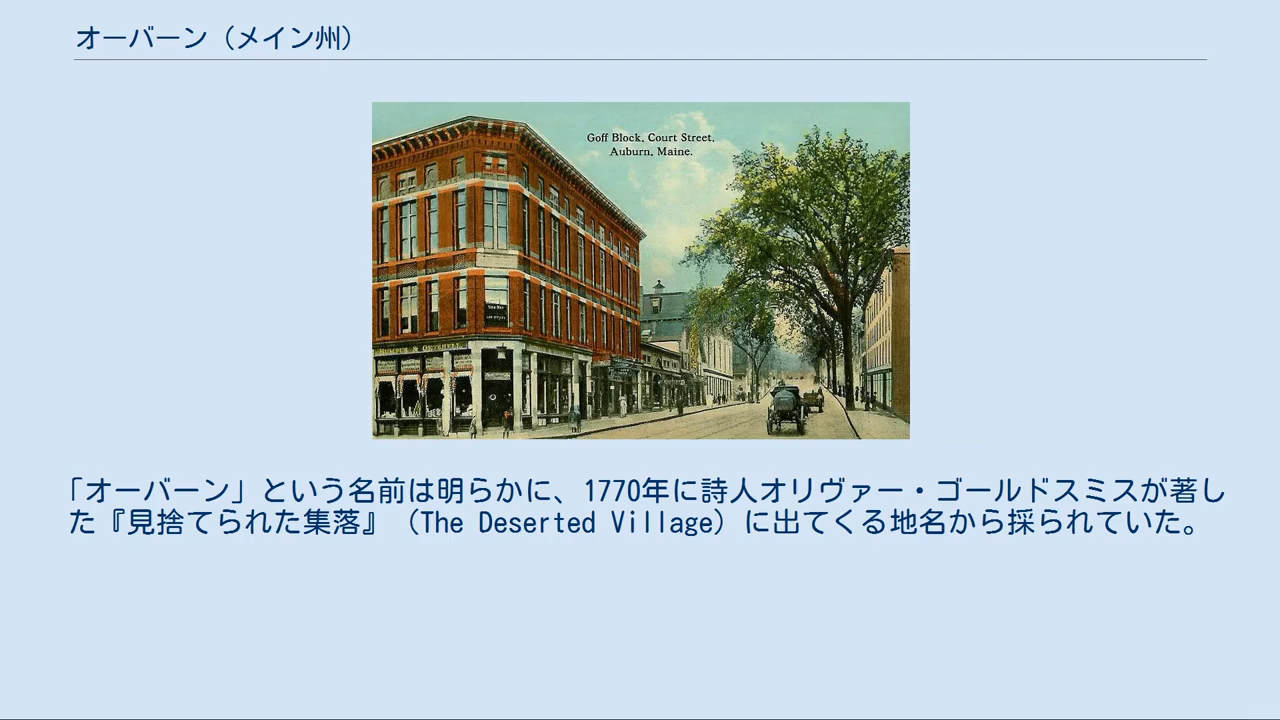 オーバーン（メイン州）
Goff Block, Court Street,
Auburn, Maine.
「オーバーン」という名前は明らかに、1770年に詩人オリヴァー・ゴールドスミスが著し
た『見捨てられた集落』（The Deserted Village）に出てくる地名から採られていた。